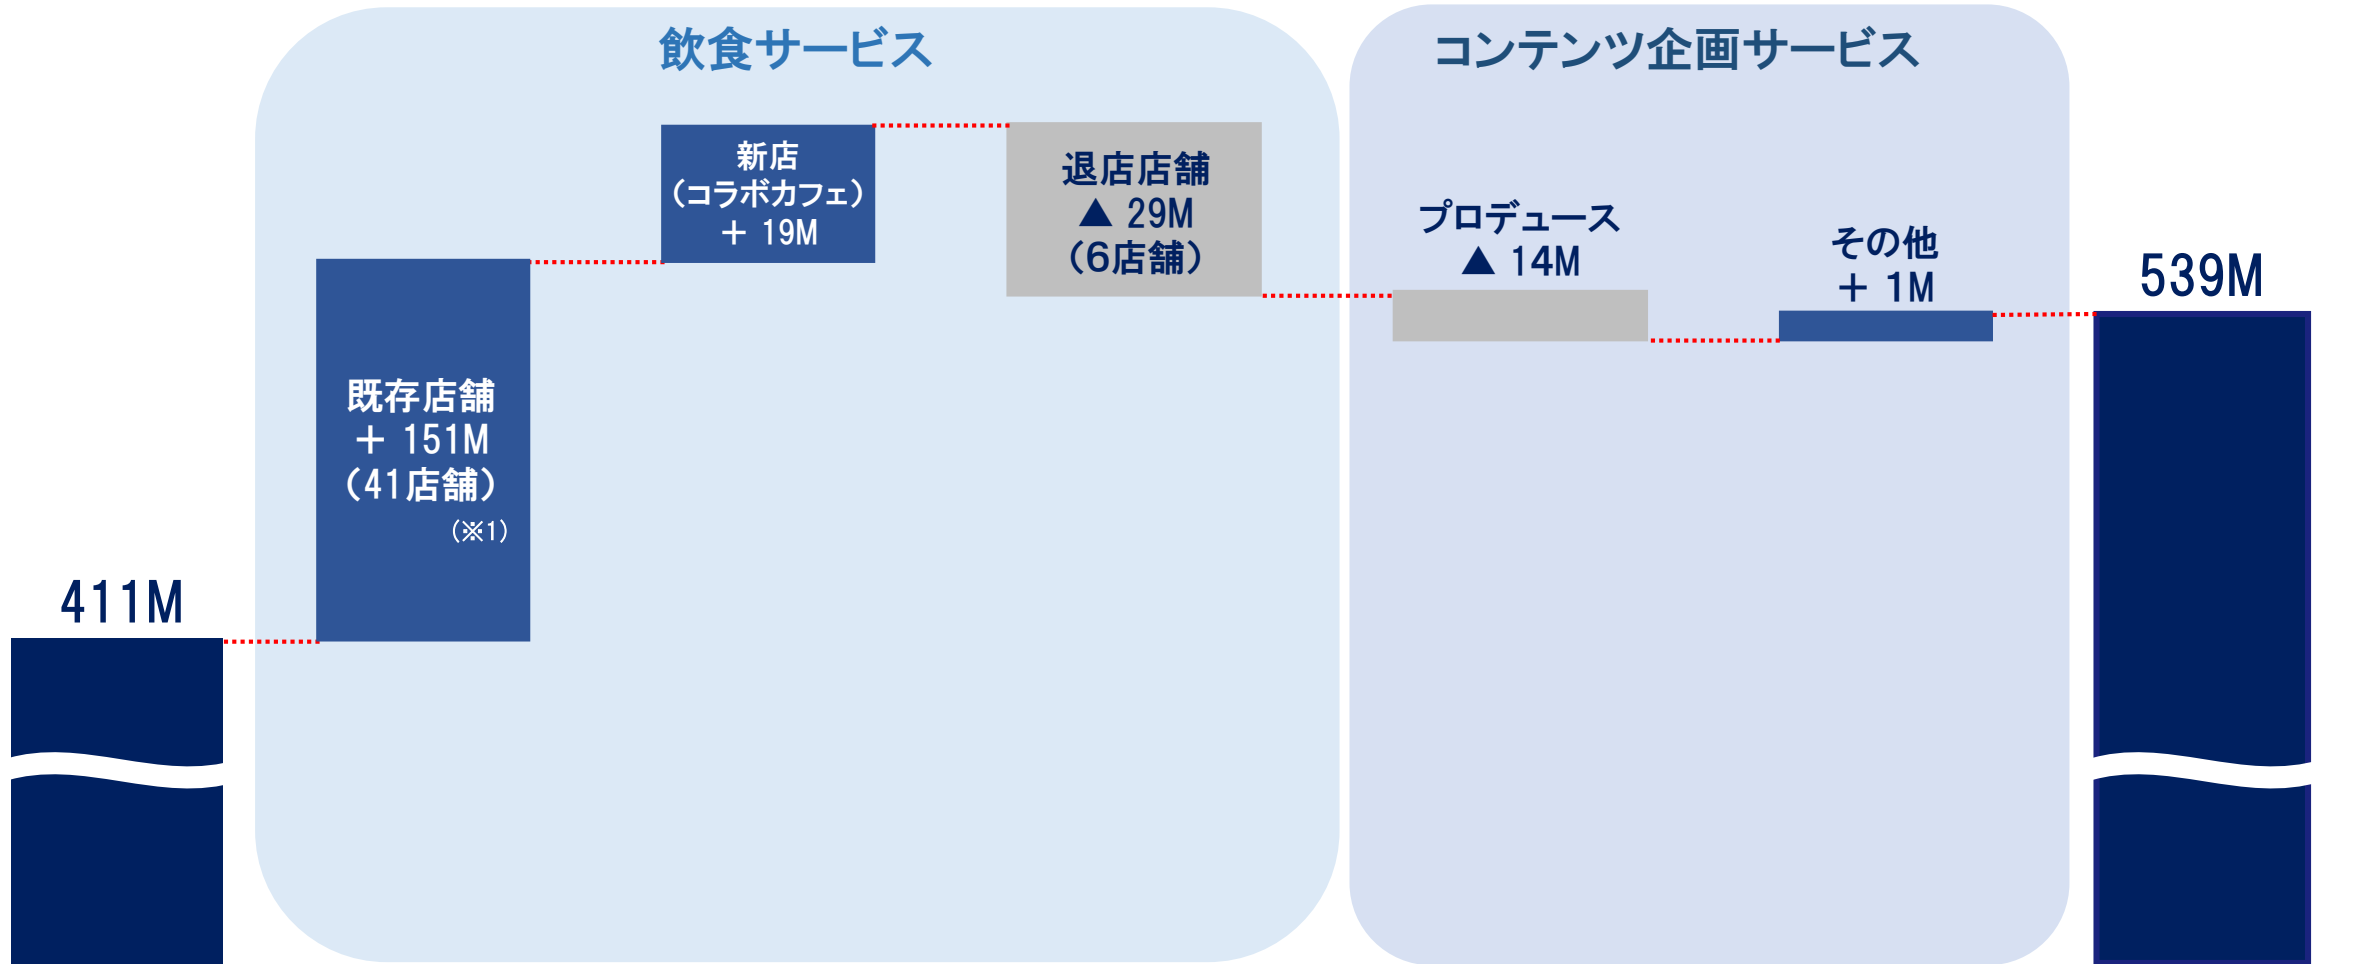 飲食サービス
コンテンツ企画サービス
411M
既存店舗
＋ 151M
（41店舗）
（※1）
新店
（コラボカフェ）
＋ 19M
退店店舗
▲ 29M
（6店舗）
プロデュース
▲ 14M
その他
＋ 1M
539M